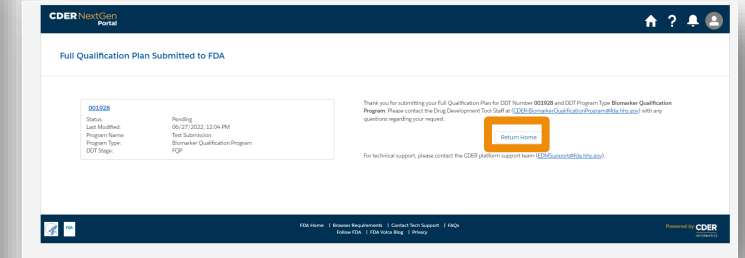 CDER NextGen
Portal
?
Full Qualification Plan Submitted to FDA
001928
Status: Pending
Last Modified: 06/27/2022, 12:04 PM
Program Name: Test Submission
Program Type: Biomarker Qualification Program
DDT Stage: FQP
Thank you for submitting your Full Qualification Plan for DDT Number 001928 and DDT Program Type Biomarker Qualification
Program. Please contact the Drug Development Tool Staff at (CDER-BiomarkerQualificationProgram@fda.hhs.gov) with any
questions regarding your request.
Return Home
For technical support, please contact the CDER platform support team (EDMSupport@fda.hhs.gov).
FDA
FDA Home | Browser Requirements | Contact Tech Support | FAQs
Follow FDA | FDA Voice Blog | Privacy
Powered by CDER
INFORMATICS